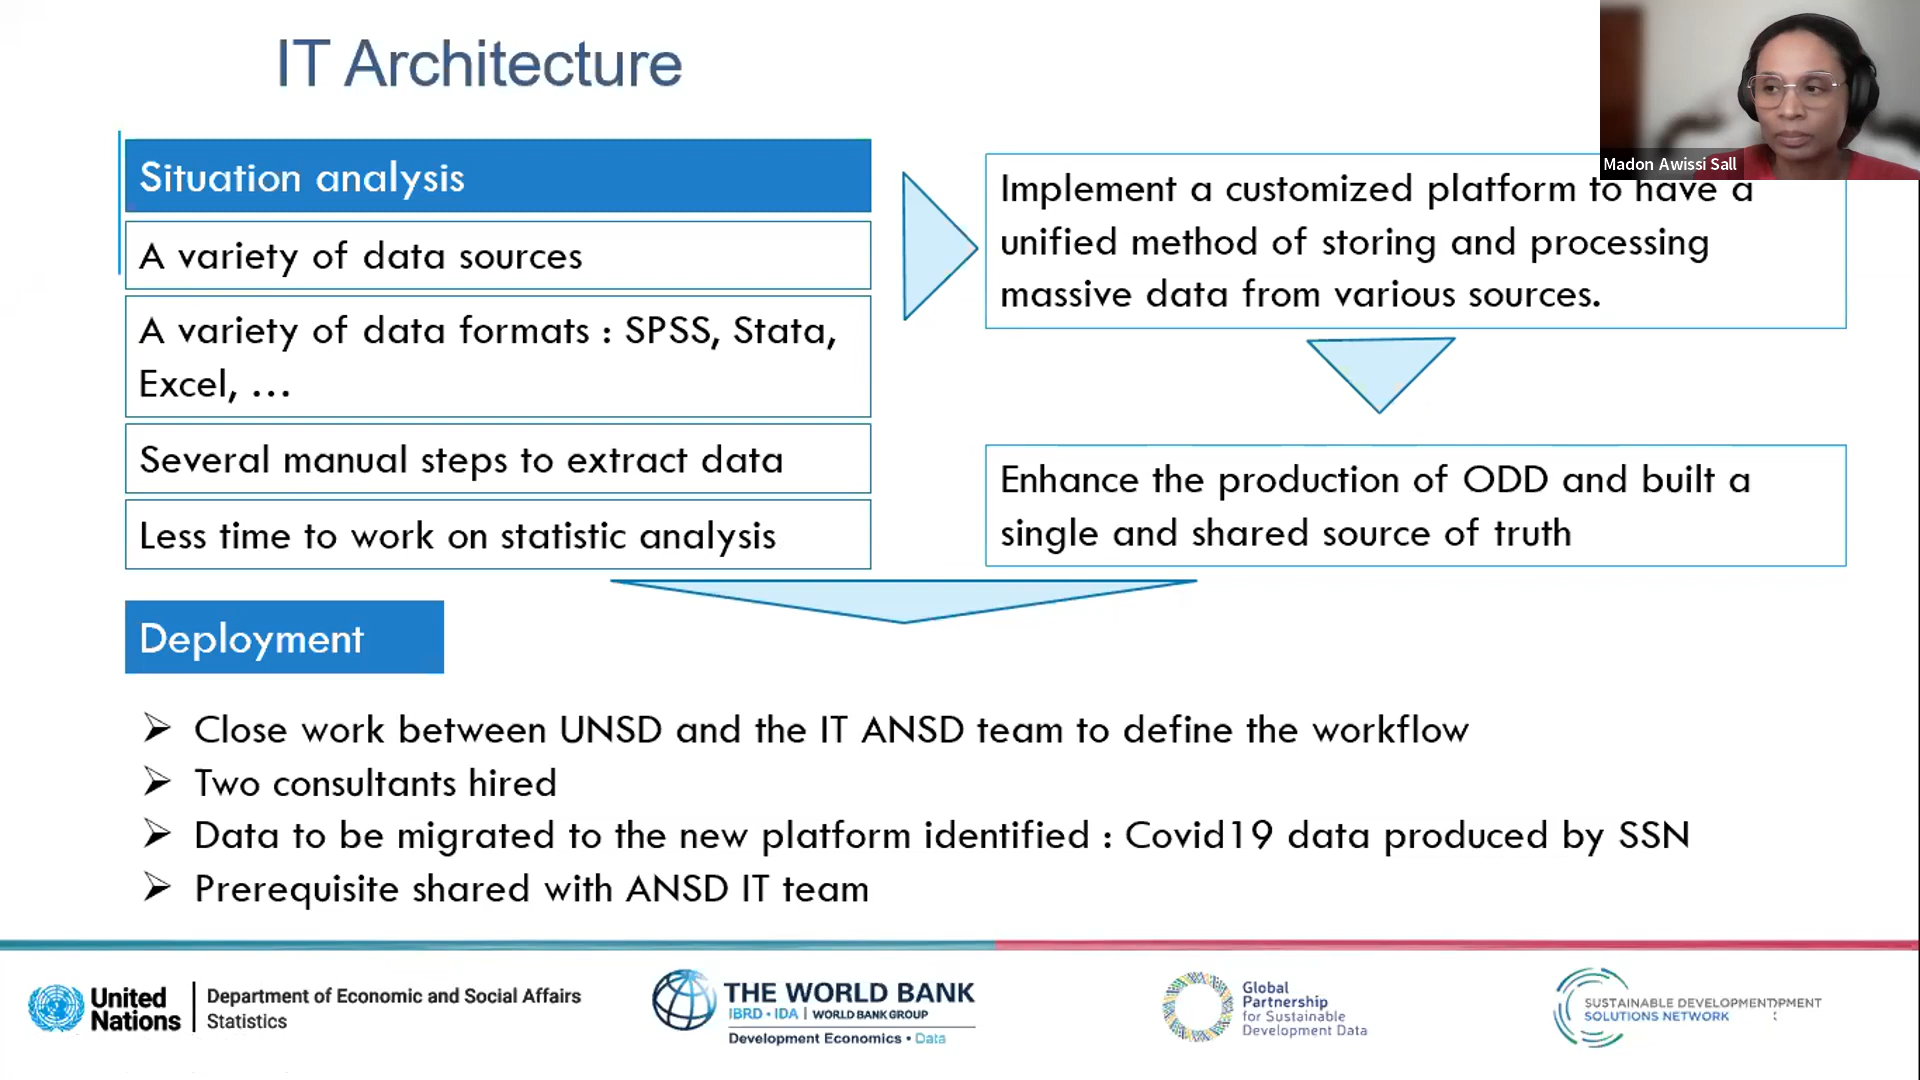 IT Architecture
Madon Awissi Sall
Situation analysis
A variety of data sources
A variety of data formats : SPSS, Stata,
Excel, …
Several manual steps to extract data
Less time to work on statistic analysis
Implement a customized platform to have a
unified method of storing and processing
massive data from various sources.
Enhance the production of ODD and built a
single and shared source of truth
Deployment
Close work between UNSD and the IT ANSD team to define the workflow
Two consultants hired
Data to be migrated to the new platform identified : Covid19 data produced by SSN
Prerequisite shared with ANSD IT team
United
Nations
Department of Economic and Social Affairs
Statistics
THE WORLD BANK
IBRD • IDA | WORLD BANK GROUP
Development Economics • Data
Global
Partnership
for Sustainable
Development Data
SUSTAINABLE DEVELOPMENT
SOLUTIONS NETWORK